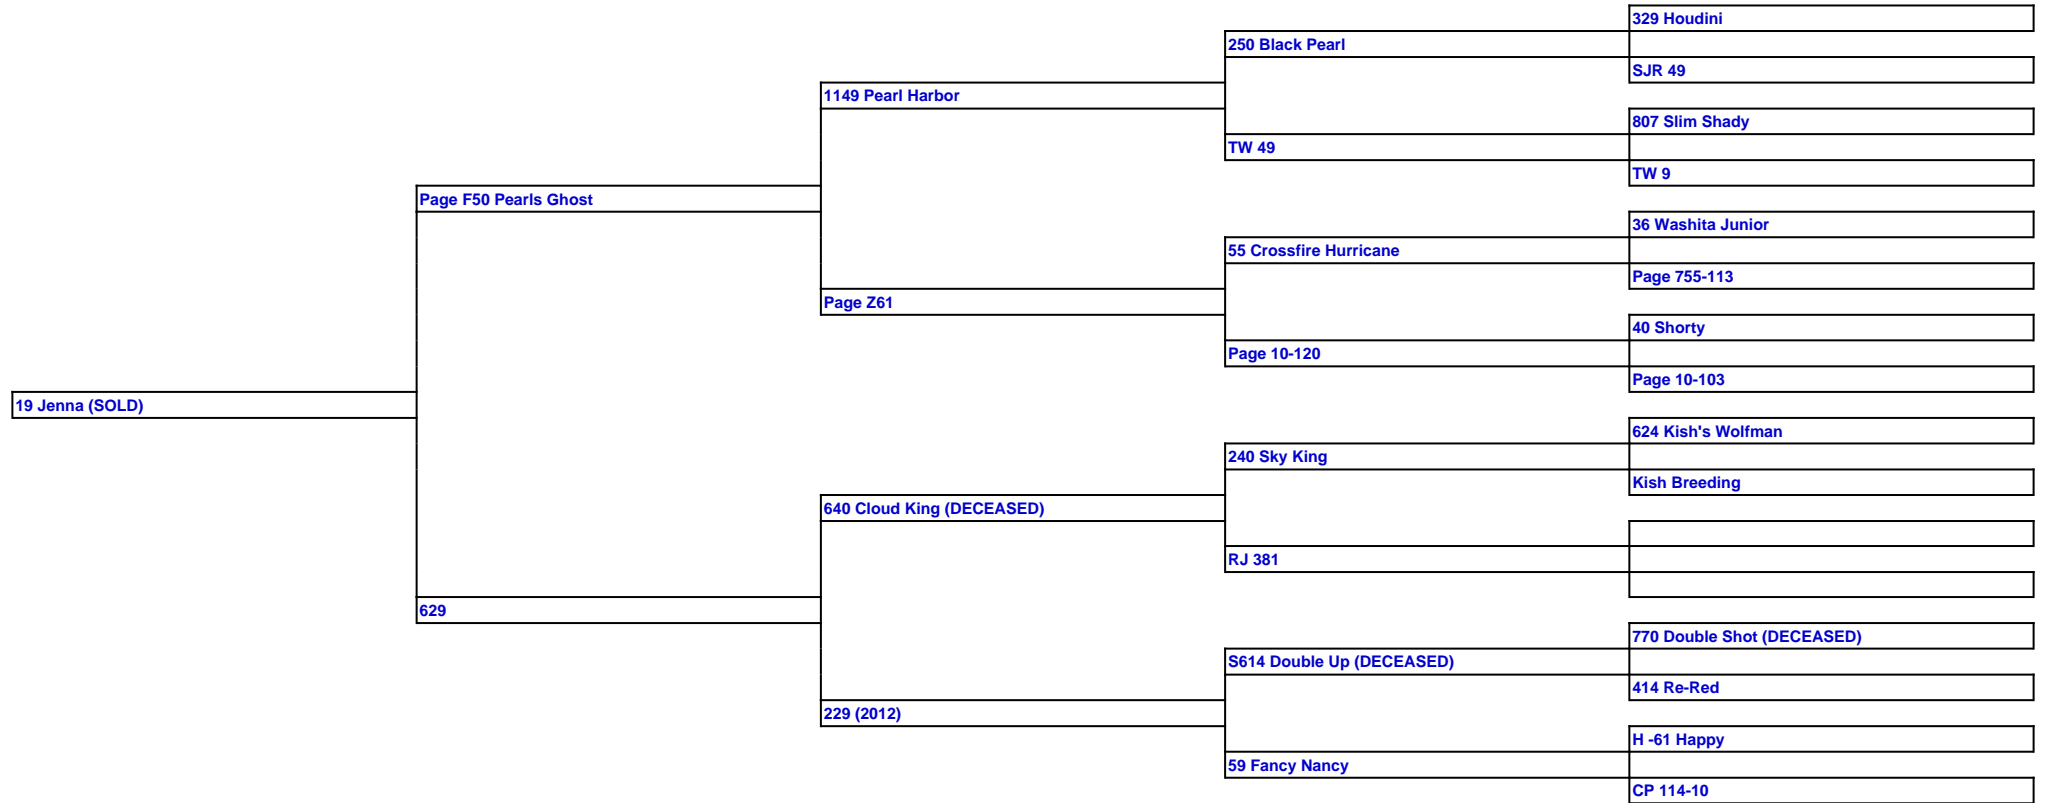 329 Houdini
250 Black Pearl
SJR 49
1149 Pearl Harbor
807 Slim Shady
TW 49
TW 9
Page F50 Pearls Ghost
36 Washita Junior
55 Crossfire Hurricane
Page 755-113
Page Z61
40 Shorty
Page 10-120
Page 10-103
19 Jenna (SOLD)
624 Kish's Wolfman
240 Sky King
Kish Breeding
640 Cloud King (DECEASED)
RJ 381
629
770 Double Shot (DECEASED)
S614 Double Up (DECEASED)
414 Re-Red
229 (2012)
H -61 Happy
59 Fancy Nancy
CP 114-10